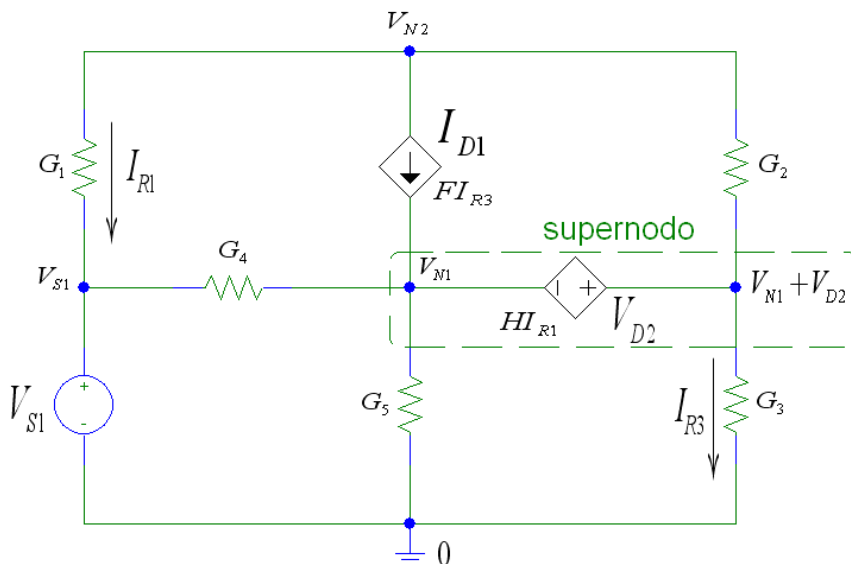 V_{N2}
I_{D1}
G_1
I_{R1}
FI_{R3}
G_2
supernodo
G_4
V_{S1}
V_{N1}
V_{N1}+V_{D2}
HI_{R1}
V_{D2}
V_{S1}
G_5
I_{R3}
G_3
0